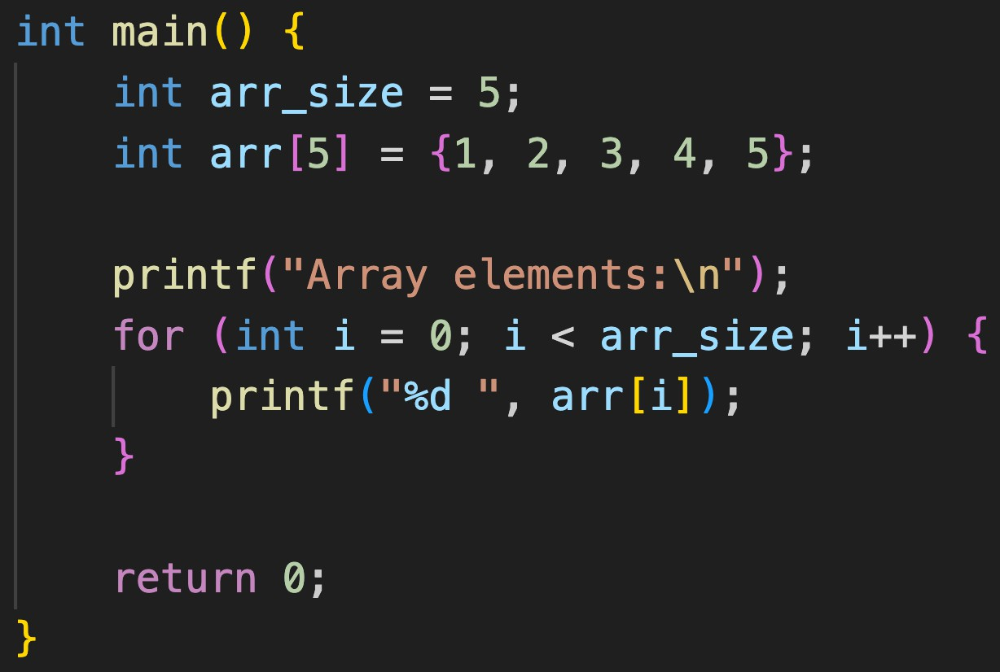 int main() {
    int arr_size = 5;
    int arr[5] = {1, 2, 3, 4, 5};

    printf("Array elements:\n");
    for (int i = 0; i < arr_size; i++) {
        printf("%d ", arr[i]);
    }

    return 0;
}